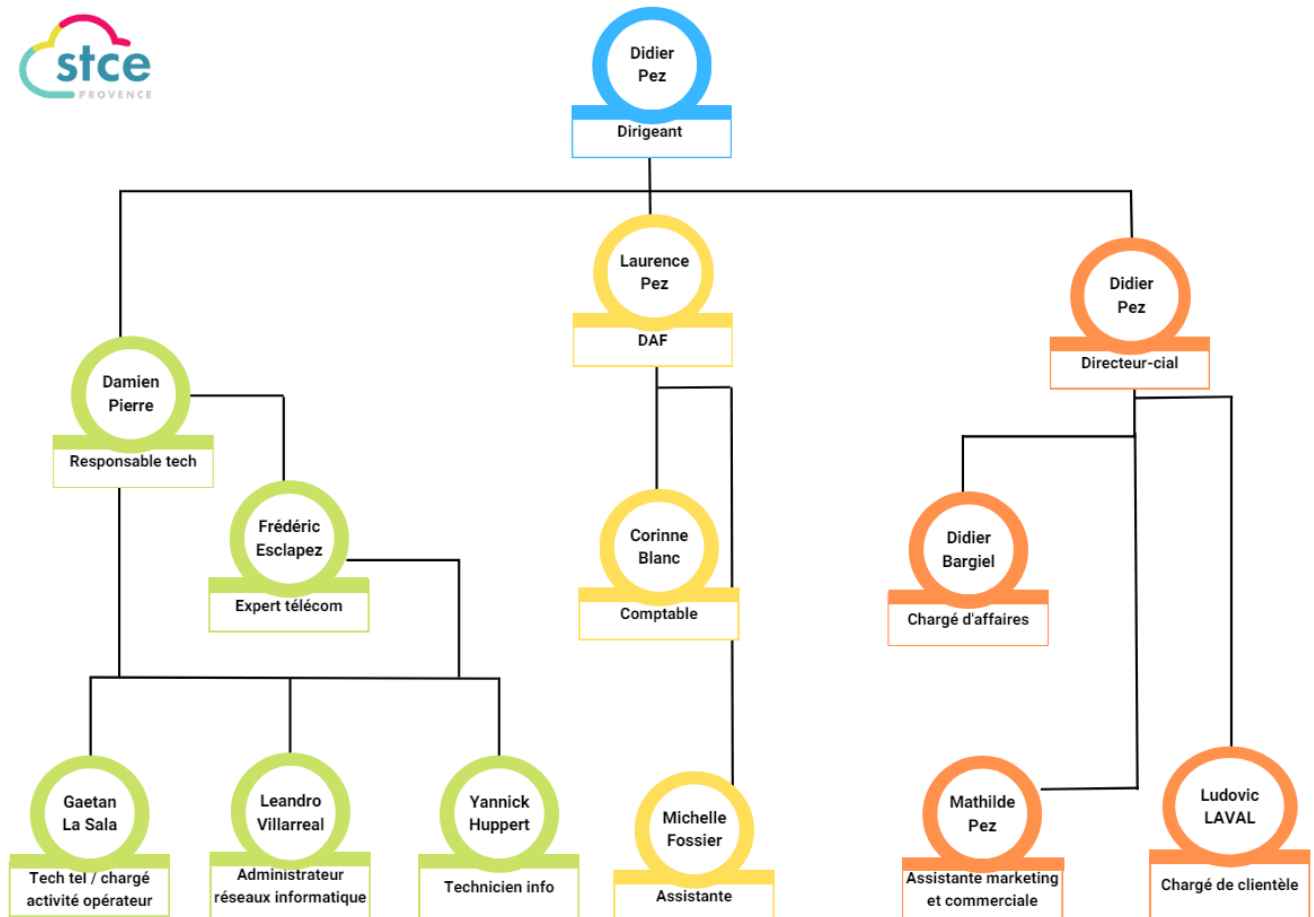 stce
PROVENCE
Didier
Pez
Dirigeant
Laurence
Pez
DAF
Didier
Pez
Directeur-cial
Damien
Pierre
Responsable tech
Frédéric
Esclapez
Expert télécom
Corinne
Blanc
Comptable
Didier
Bargiel
Chargé d'affaires
Gaetan
La Sala
Tech tel / chargé
activité opérateur
Leandro
Villarreal
Administrateur
réseaux informatique
Yannick
Huppert
Technicien info
Michelle
Fossier
Assistante
Mathilde
Pez
Assistante marketing
et commerciale
Ludovic
LAVAL
Chargé de clientèle